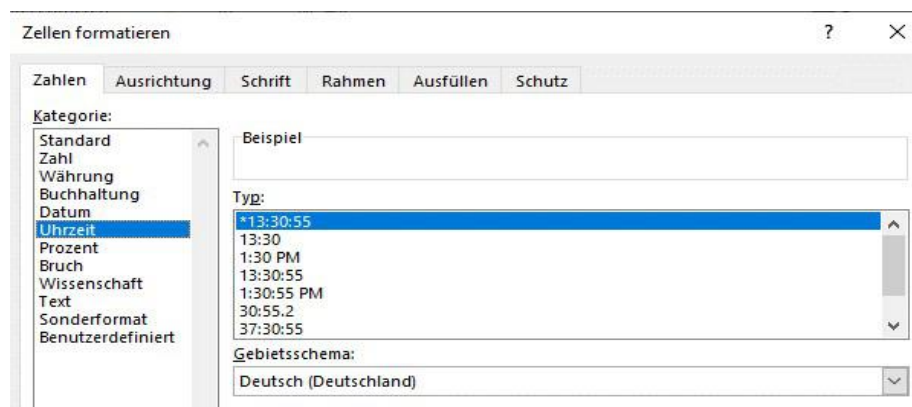 Zellen formatieren
?
Zahlen Ausrichtung Schrift Rahmen Ausfüllen Schutz
Kategorie:
Standard
Zahl
Währung
Buchhaltung
Datum
Uhrzeit
Prozent
Bruch
Wissenschaft
Text
Sonderformat
Benutzerdefiniert
Beispiel
Typ:
*13:30:55
13:30
1:30 PM
13:30:55
1:30:55 PM
30:55.2
37:30:55
Gebietsschema:
Deutsch (Deutschland)